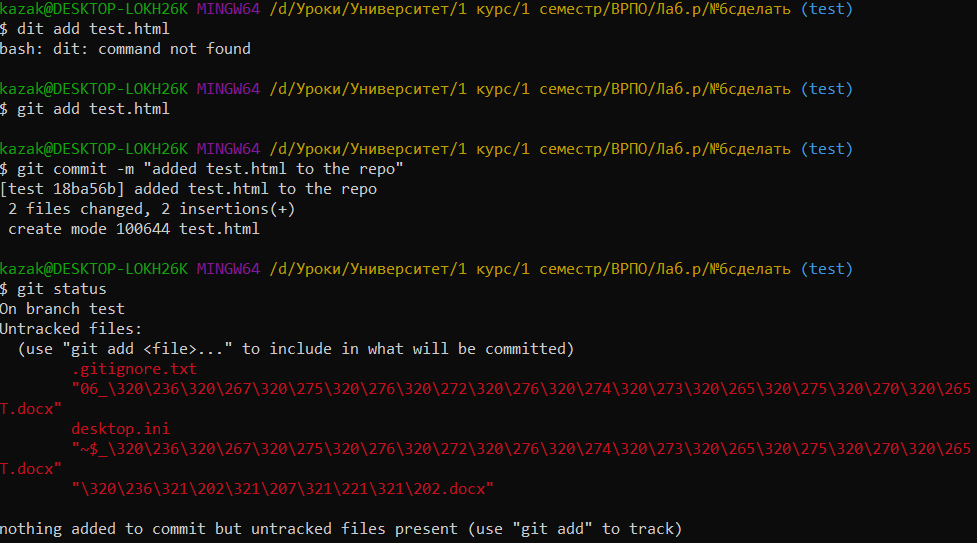 kazak@DESKTOP-LOKH26K MINGW64 /d/Уроки/Университет/1 курс/1 семестр/ВРПО/Лаб.р/№6сделать (test)
$ dit add test.html
bash: dit: command not found
kazak@DESKTOP-LOKH26K MINGW64 /d/Уроки/Университет/1 курс/1 семестр/ВРПО/Лаб.р/№6сделать (test)
$ git add test.html
kazak@DESKTOP-LOKH26K MINGW64 /d/Уроки/Университет/1 курс/1 семестр/ВРПО/Лаб.р/№6сделать (test)
$ git commit -m "added test.html to the repo"
[test 18ba56b] added test.html to the repo
 2 files changed, 2 insertions(+)
 create mode 100644 test.html
kazak@DESKTOP-LOKH26K MINGW64 /d/Уроки/Университет/1 курс/1 семестр/ВРПО/Лаб.р/№6сделать (test)
$ git status
On branch test
Untracked files:
  (use "git add <file>..." to include in what will be committed)
        .gitignore.txt
        "06_\320\236\320\267\320\275\320\276\320\272\320\276\320\274\320\273\320\265\320\275\320\270\320\265
T.docx"
        desktop.ini
        "~$_\320\236\320\267\320\275\320\276\320\272\320\276\320\274\320\273\320\265\320\275\320\270\320\265
T.docx"
        "\320\236\321\202\321\207\321\221\321\202.docx"
nothing added to commit but untracked files present (use "git add" to track)